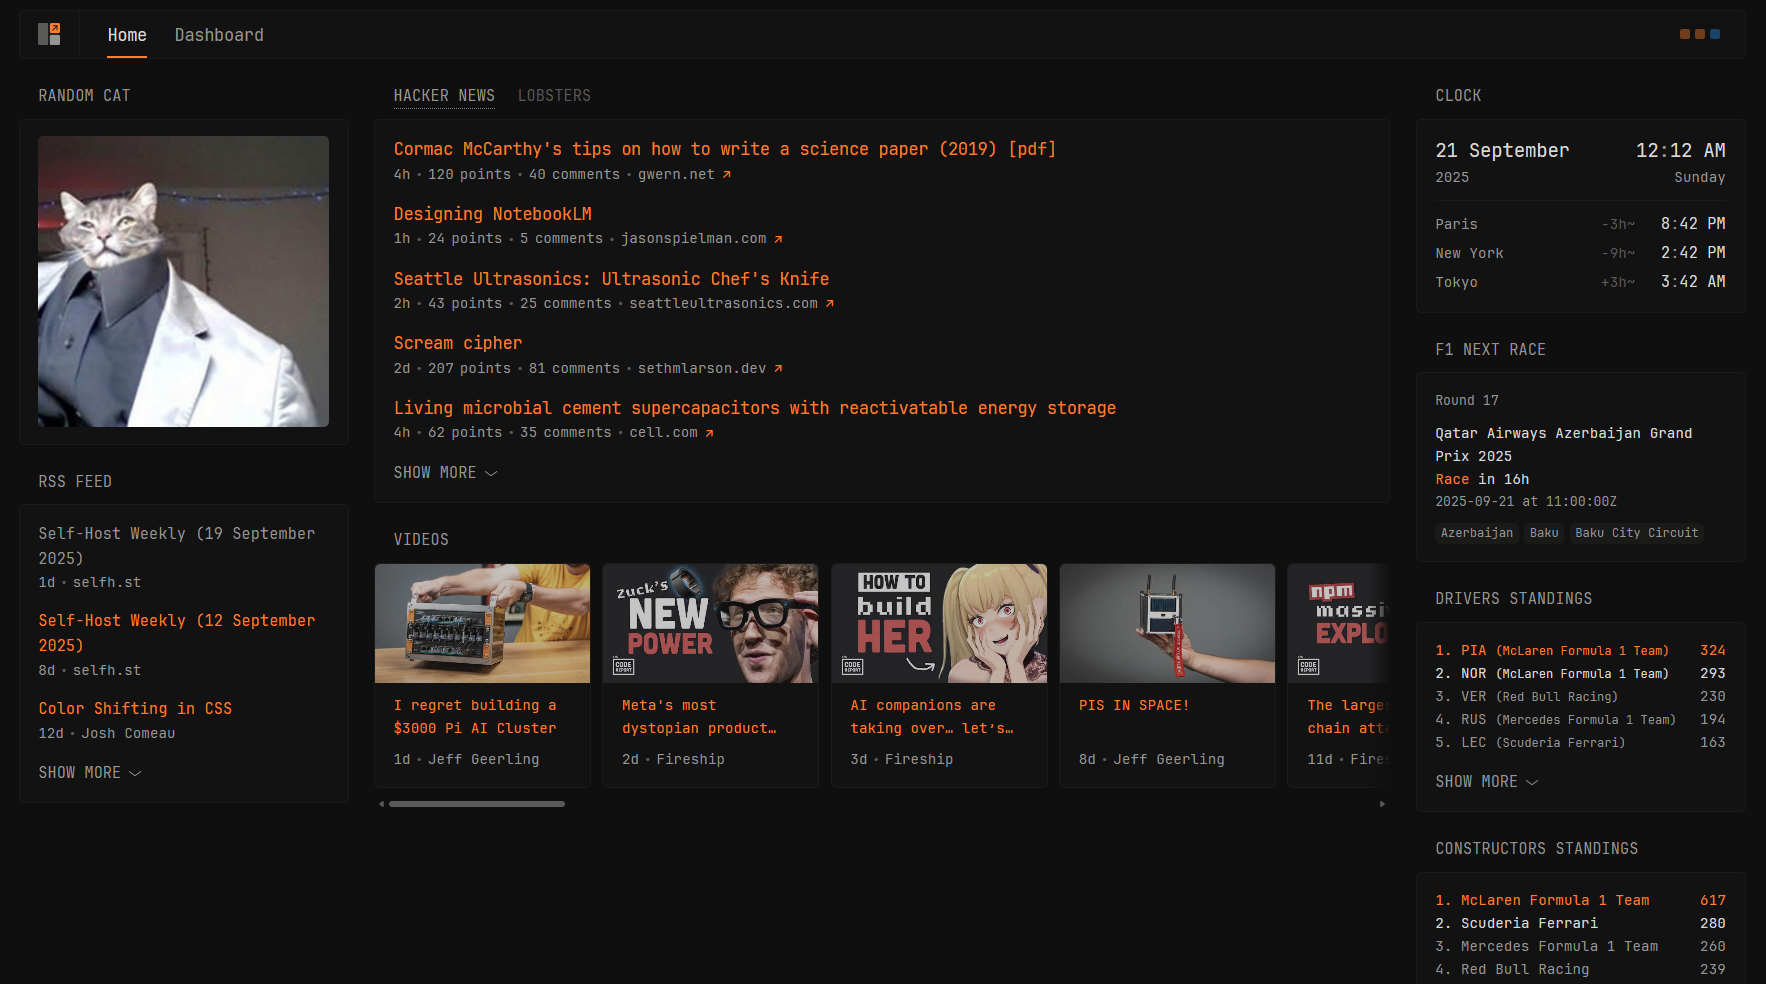 Home
Dashboard
RANDOM CAT
RSS FEED
Self-Host Weekly (19 September
2025)
1d • selfh.st
Self-Host Weekly (12 September
2025)
8d • selfh.st
Color Shifting in CSS
12d • Josh Comeau
SHOW MORE
HACKER NEWS
LOBSTERS
Cormac McCarthy's tips on how to write a science paper (2019) [pdf]
4h • 120 points • 40 comments • gwern.net
Designing NotebookLM
1h • 24 points • 5 comments • jasonspielman.com
Seattle Ultrasonics: Ultrasonic Chef's Knife
2h • 43 points • 25 comments • seattleultrasonics.com
Scream cipher
2d • 207 points • 81 comments • sethmlarson.dev
Living microbial cement supercapacitors with reactivatable energy storage
4h • 62 points • 35 comments • cell.com
SHOW MORE
VIDEOS
I regret building a
$3000 Pi AI Cluster
1d • Jeff Geerling
zuck's
NEW
POWER
CODE
REPORT
Meta's most
dystopian product…
2d • Fireship
HOW TO
build
HER
CODE
REPORT
AI companions are
taking over… let's…
3d • Fireship
PIS IN SPACE!
8d • Jeff Geerling
npm
massiv
EXPLO
CODE
REPORT
The larges
chain atta
11d • Fires
CLOCK
21 September
12:12 AM
2025
Sunday
Paris -3h~ 8:42 PM
New York -9h~ 2:42 PM
Tokyo +3h~ 3:42 AM
F1 NEXT RACE
Round 17
Qatar Airways Azerbaijan Grand
Prix 2025
Race in 16h
2025-09-21 at 11:00:00Z
Azerbaijan
Baku
Baku City Circuit
DRIVERS STANDINGS
1. PIA (McLaren Formula 1 Team) 324
2. NOR (McLaren Formula 1 Team) 293
3. VER (Red Bull Racing) 230
4. RUS (Mercedes Formula 1 Team) 194
5. LEC (Scuderia Ferrari) 163
SHOW MORE
CONSTRUCTORS STANDINGS
1. McLaren Formula 1 Team 617
2. Scuderia Ferrari 280
3. Mercedes Formula 1 Team 260
4. Red Bull Racing 239